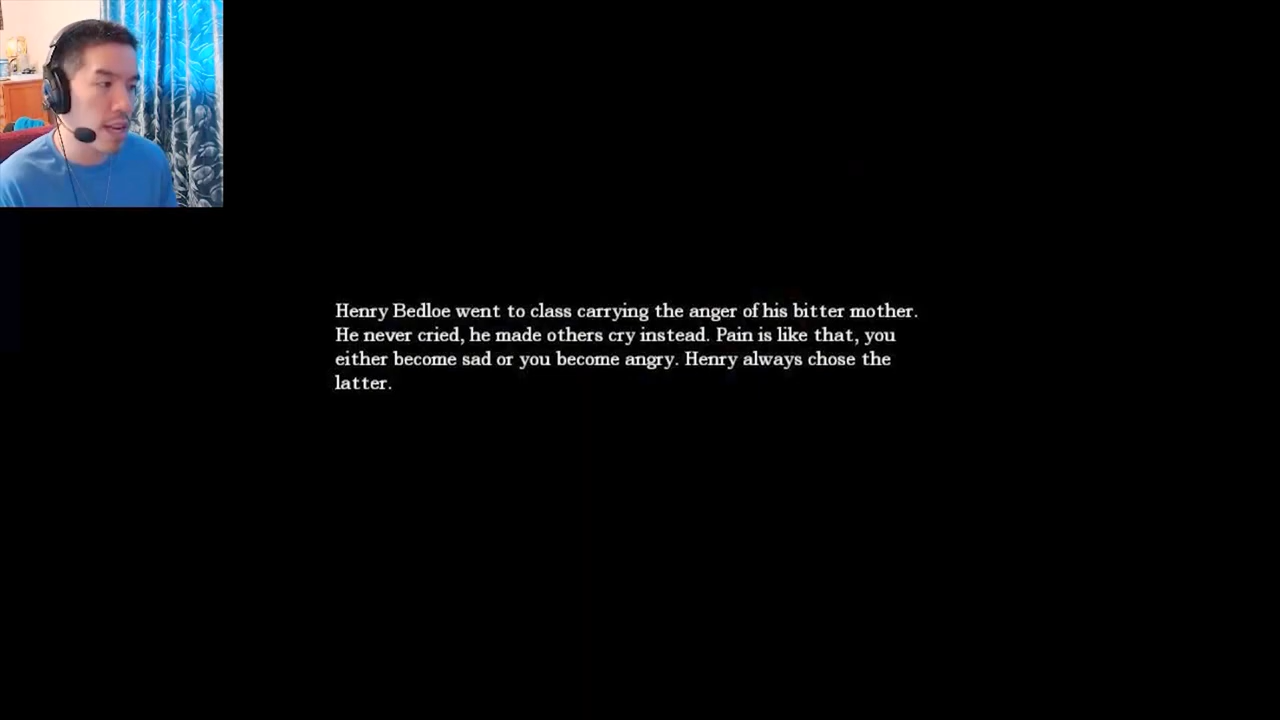 Henry Bedloe went to class carrying the anger of his bitter mother.
He never cried, he made others cry instead. Pain is like that, you
either become sad or you become angry. Henry always chose the
latter.